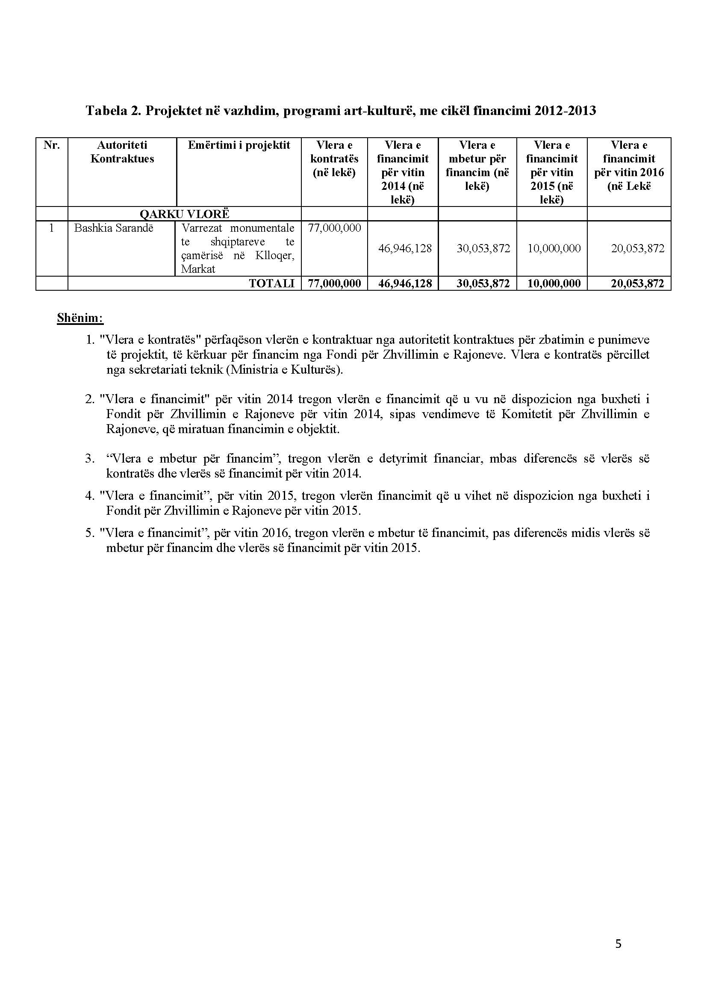 Tabela 2. Projektet në vazhdim, programi art-kulturë, me cikël financimi 2012-2013
Nr.
Autoriteti
Kontraktues
Emërtimi i projektit
Vlera e
kontratës
(në lekë)
Vlera e
financimit
për vitin
2014 (në
lekë)
Vlera e
mbetur për
financim (në
lekë)
Vlera e
financimit
për vitin
2015 (në
lekë)
Vlera e
financimit
për vitin 2016
(në Lekë
QARKU VLORË
1
Bashkia Sarandë
Varrezat monumentale
te shqiptareve te
çamërisë në Klloqer,
Markat
77,000,000
46,946,128
30,053,872
10,000,000
20,053,872
TOTALI
77,000,000
46,946,128
30,053,872
10,000,000
20,053,872
Shënim:
1. "Vlera e kontratës" përfaqëson vlerën e kontraktuar nga autoritetit kontraktues për zbatimin e punimeve
të projektit, të kërkuar për financim nga Fondi për Zhvillimin e Rajoneve. Vlera e kontratës përcillet
nga sekretariati teknik (Ministria e Kulturës).
2. "Vlera e financimit" për vitin 2014 tregon vlerën e financimit që u vu në dispozicion nga buxheti i
Fondit për Zhvillimin e Rajoneve për vitin 2014, sipas vendimeve të Komitetit për Zhvillimin e
Rajoneve, që miratuan financimin e objektit.
3. “Vlera e mbetur për financim”, tregon vlerën e detyrimit financiar, mbas diferencës së vlerës së
kontratës dhe vlerës së financimit për vitin 2014.
4. "Vlera e financimit”, për vitin 2015, tregon vlerën financimit që u vihet në dispozicion nga buxheti i
Fondit për Zhvillimin e Rajoneve për vitin 2015.
5. "Vlera e financimit”, për vitin 2016, tregon vlerën e mbetur të financimit, pas diferencës midis vlerës së
mbetur për financim dhe vlerës së financimit për vitin 2015.
5